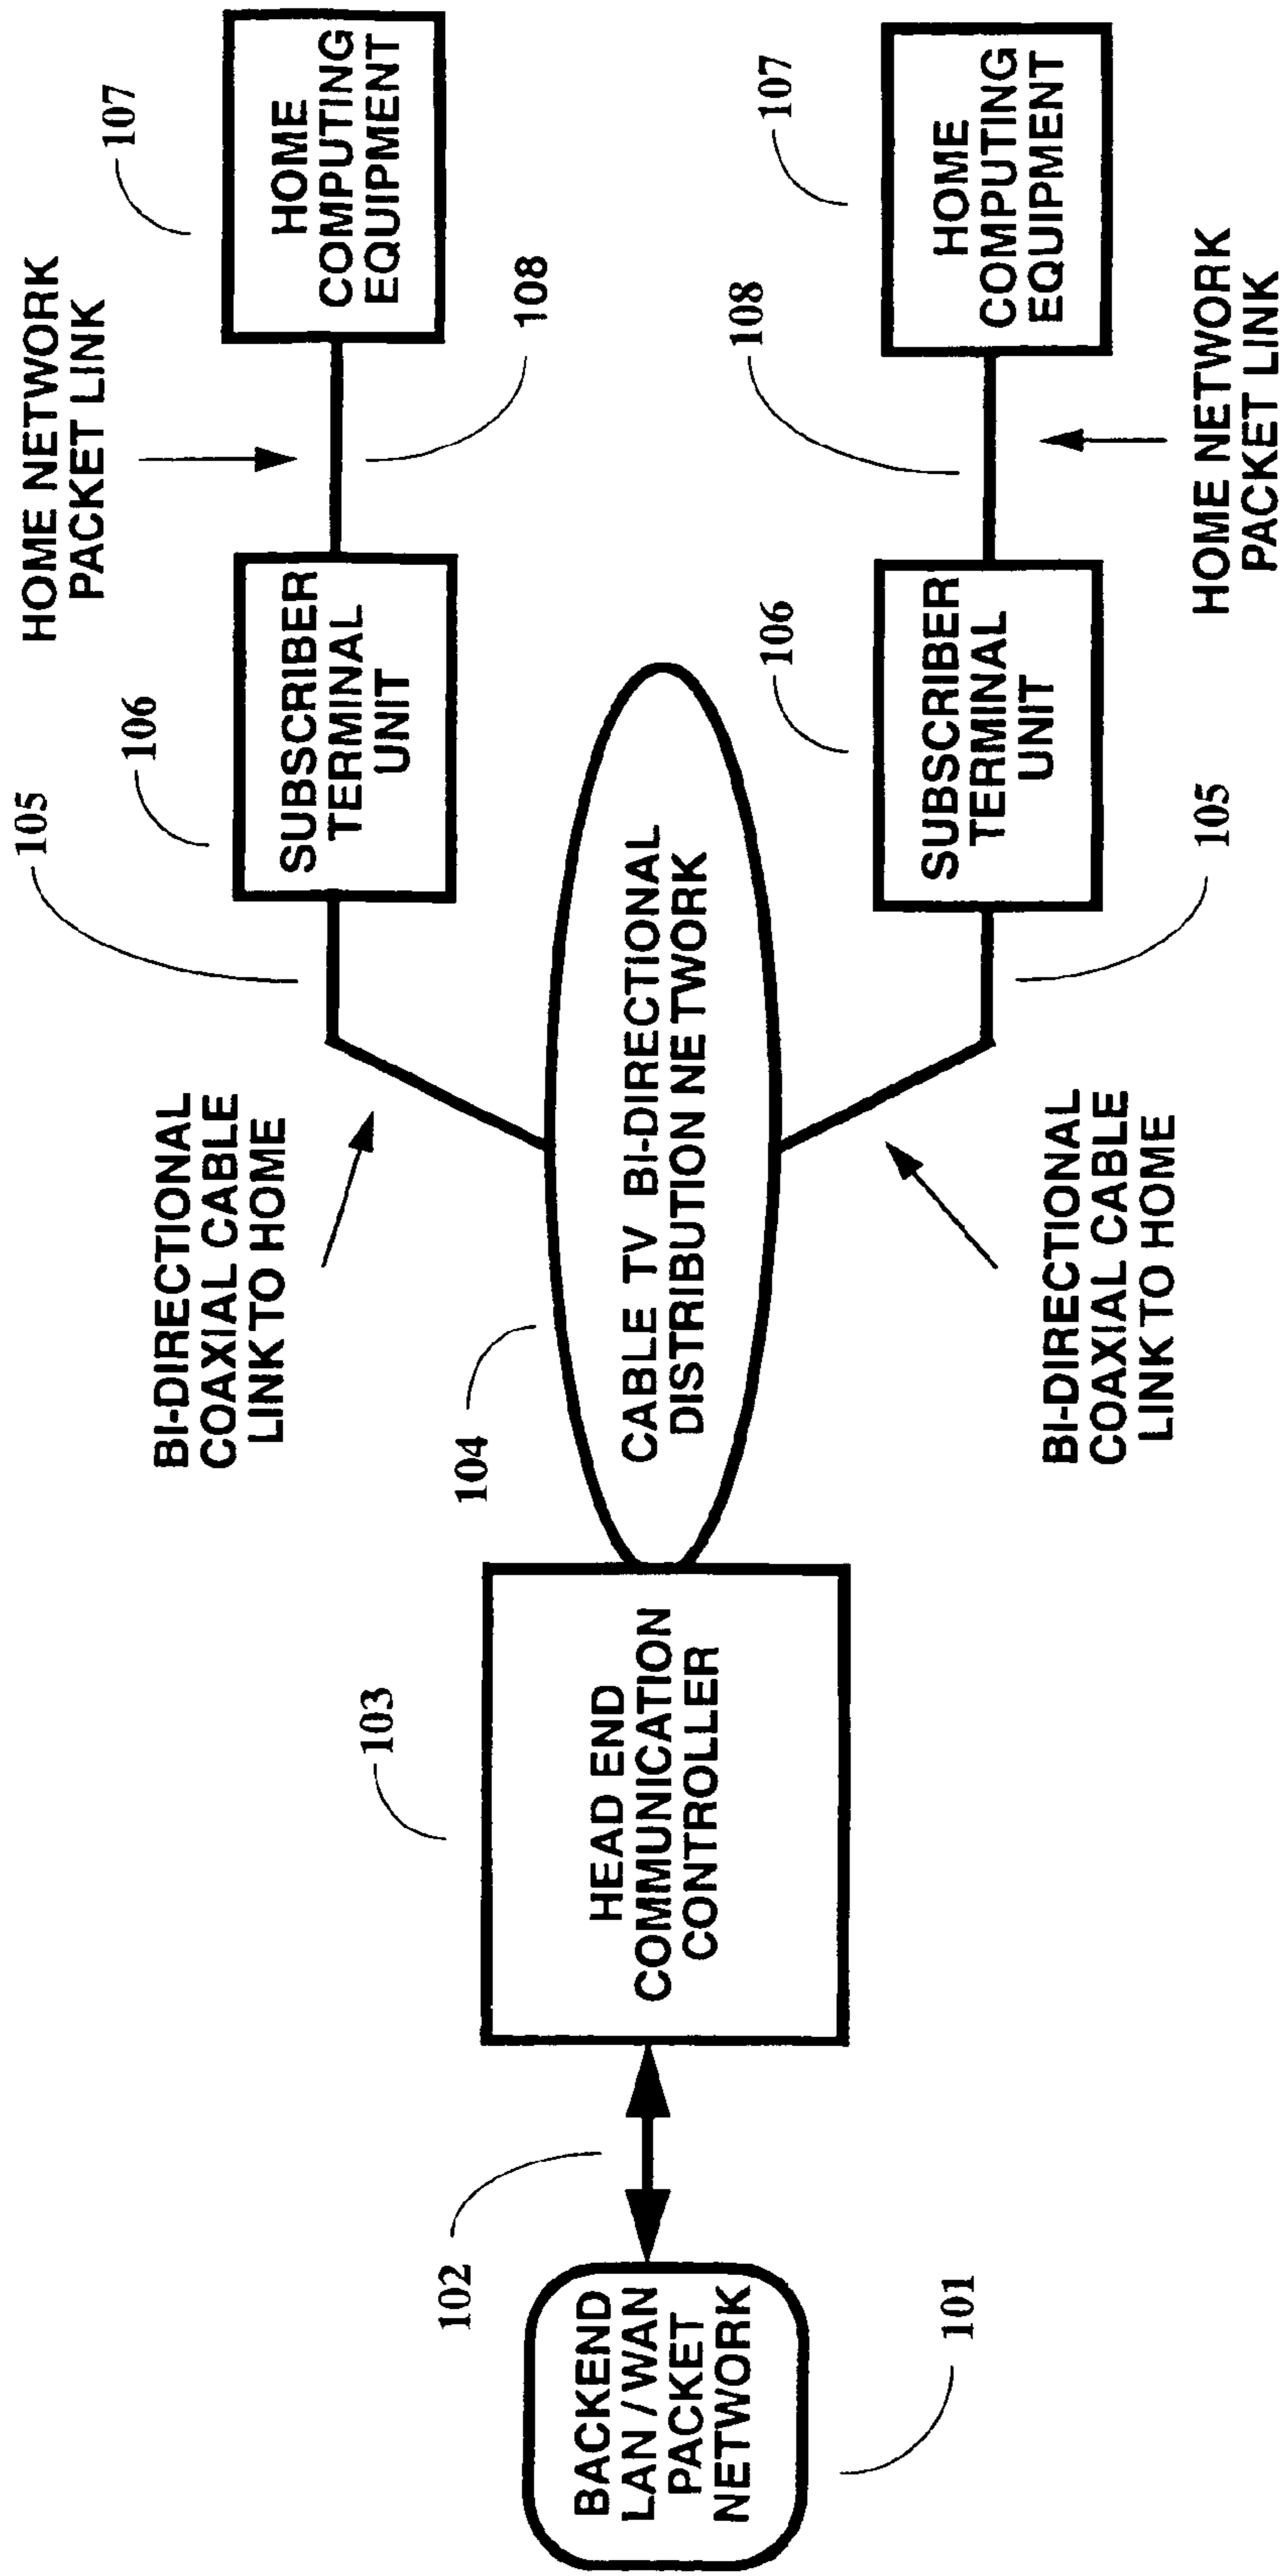 BACKEND
LAN / WAN
PACKET
NETWORK
101
102
HEAD END
COMMUNICATION
CONTROLLER
103
CABLE TV BI-DIRECTIONAL
DISTRIBUTION NETWORK
104
BI-DIRECTIONAL
COAXIAL CABLE
LINK TO HOME
105
SUBSCRIBER
TERMINAL
UNIT
106
HOME NETWORK
PACKET LINK
108
HOME
COMPUTING
EQUIPMENT
107
BI-DIRECTIONAL
COAXIAL CABLE
LINK TO HOME
105
SUBSCRIBER
TERMINAL
UNIT
106
HOME NETWORK
PACKET LINK
108
HOME
COMPUTING
EQUIPMENT
107